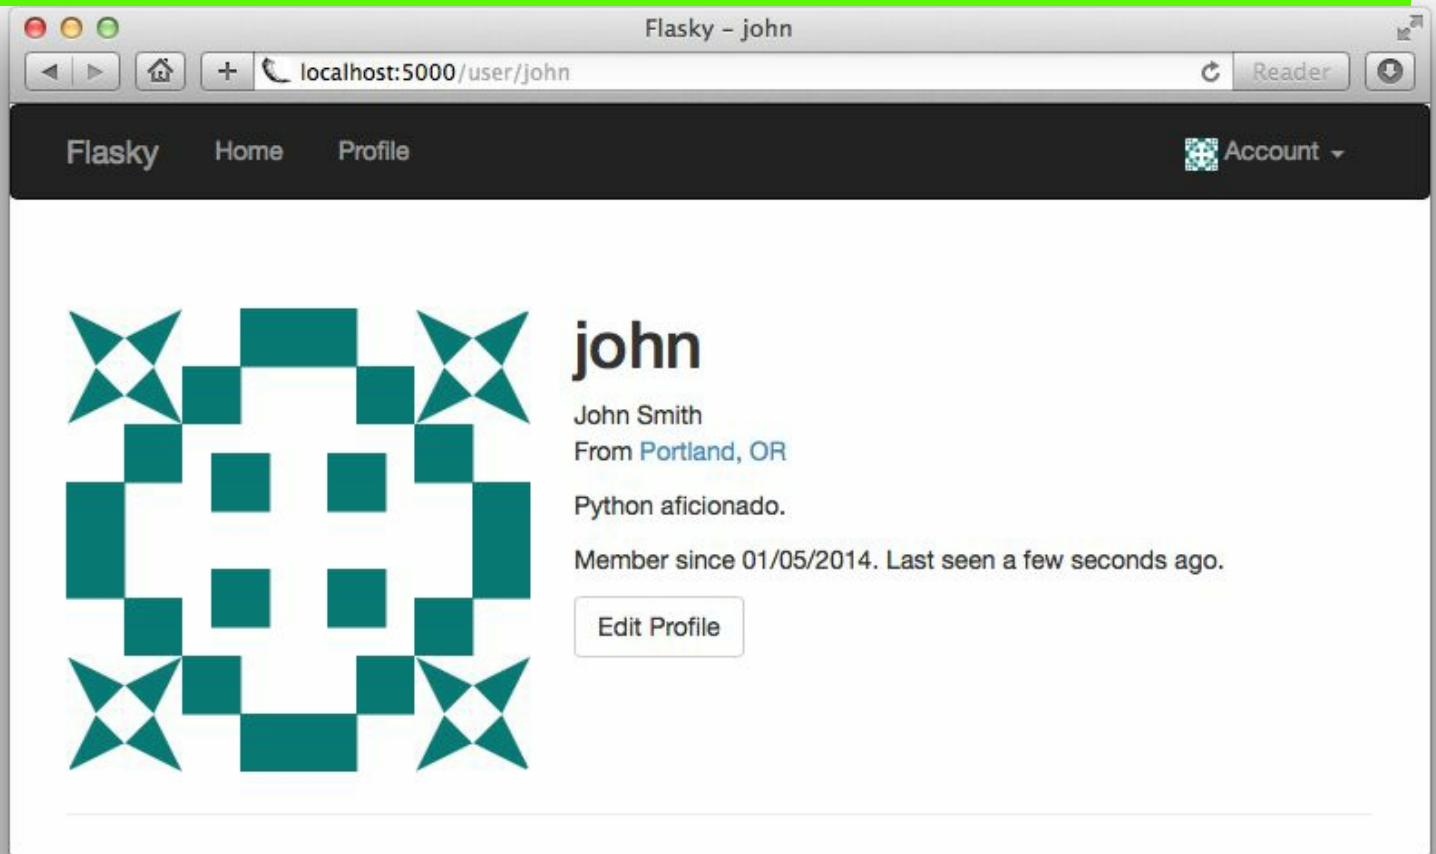 Flasky – john
localhost:5000/user/john
Reader
Flasky Home Profile Account
john
John Smith
From Portland, OR
Python aficionado.
Member since 01/05/2014. Last seen a few seconds ago.
Edit Profile